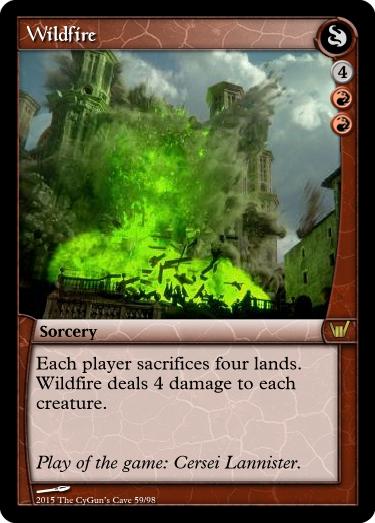 Wildfire
4
Sorcery
Each player sacrifices four lands.
Wildfire deals 4 damage to each
creature.
Play of the game: Cersei Lannister.
2015 The CyGun's Cave 59/98